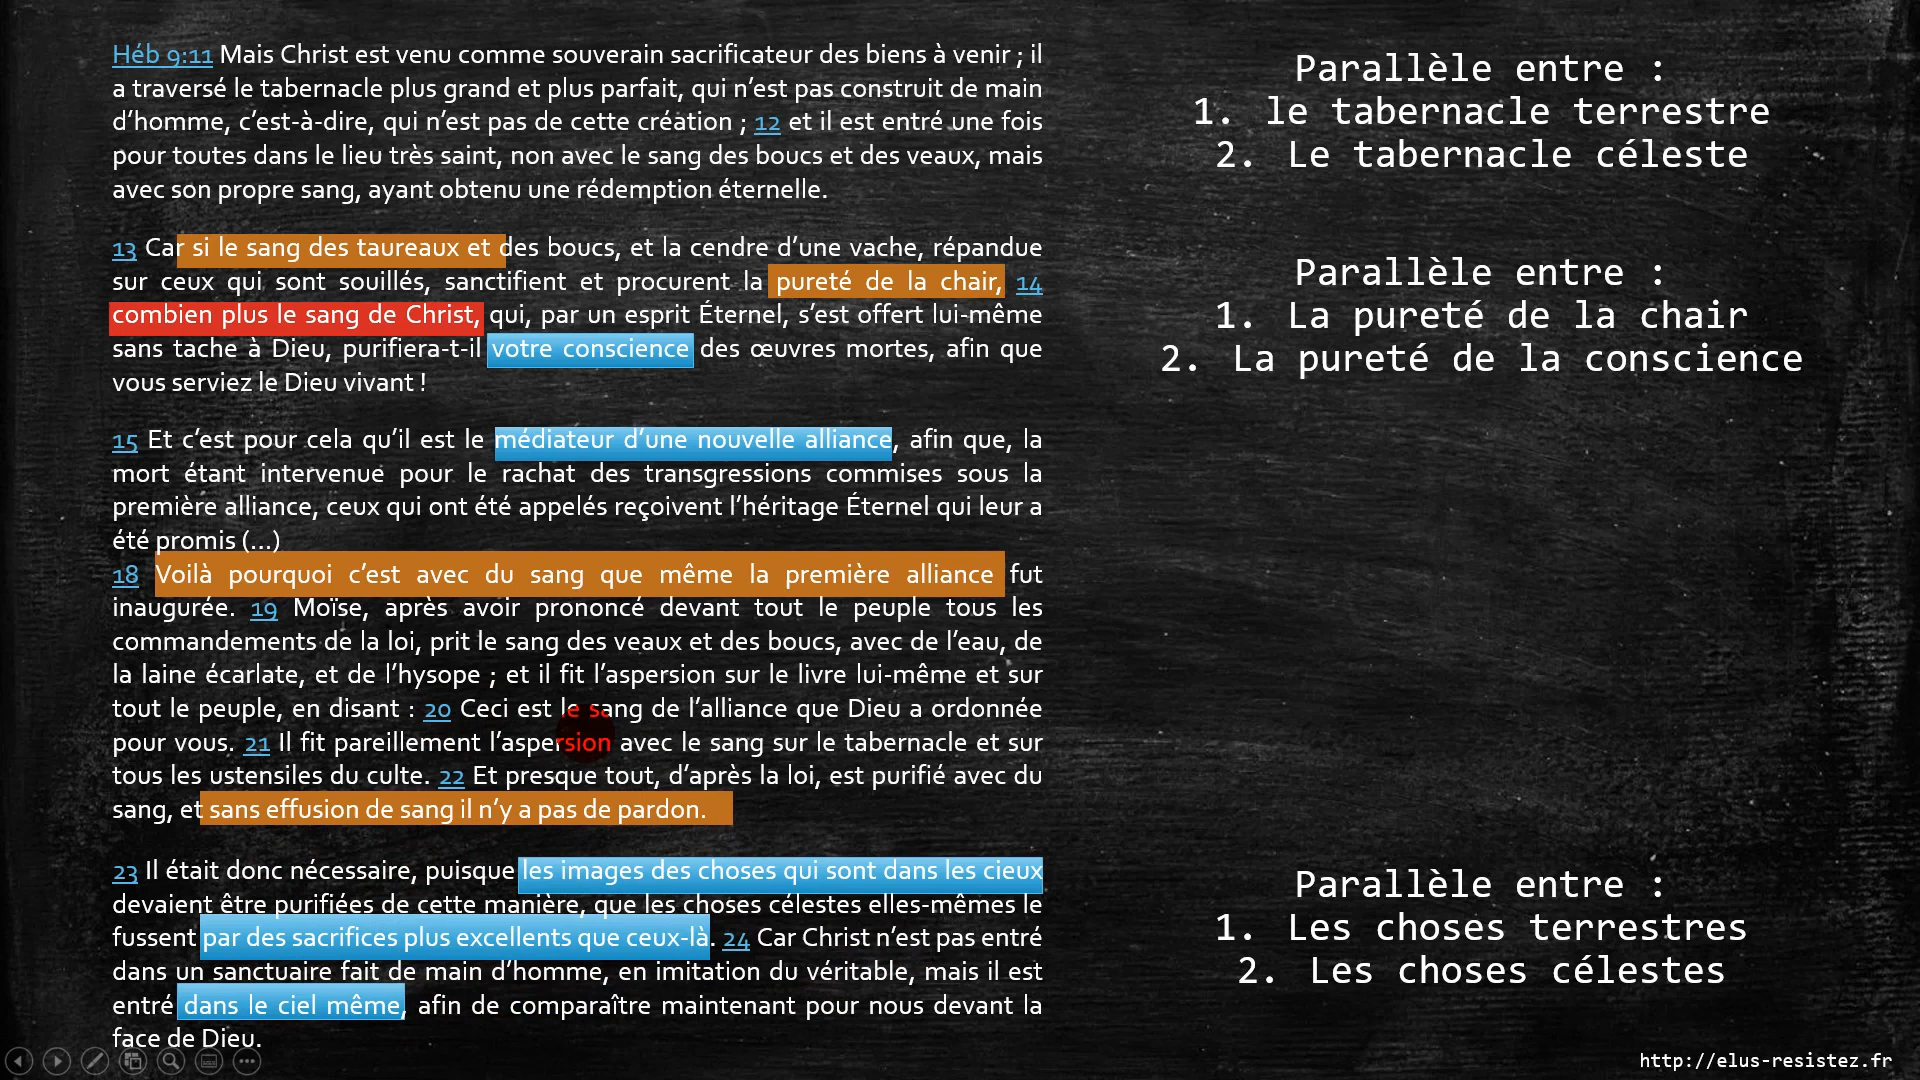 Héb 9:11 Mais Christ est venu comme souverain sacrificateur des biens à venir ; il
a traversé le tabernacle plus grand et plus parfait, qui n’est pas construit de main
d’homme, c’est-à-dire, qui n’est pas de cette création ; 12 et il est entré une fois
pour toutes dans le lieu très saint, non avec le sang des boucs et des veaux, mais
avec son propre sang, ayant obtenu une rédemption éternelle.
13 Car si le sang des taureaux et des boucs, et la cendre d’une vache, répandue
sur ceux qui sont souillés, sanctifient et procurent la pureté de la chair, 14
combien plus le sang de Christ, qui, par un esprit Éternel, s’est offert lui-même
sans tache à Dieu, purifiera-t-il votre conscience des œuvres mortes, afin que
vous serviez le Dieu vivant !
15 Et c’est pour cela qu’il est le médiateur d’une nouvelle alliance, afin que, la
mort étant intervenue pour le rachat des transgressions commises sous la
première alliance, ceux qui ont été appelés reçoivent l’héritage Éternel qui leur a
été promis (…)
18 Voilà pourquoi c’est avec du sang que même la première alliance fut
inaugurée. 19 Moïse, après avoir prononcé devant tout le peuple tous les
commandements de la loi, prit le sang des veaux et des boucs, avec de l’eau, de
la laine écarlate, et de l’hysope ; et il fit l’aspersion sur le livre lui-même et sur
tout le peuple, en disant : 20 Ceci est le sang de l’alliance que Dieu a ordonnée
pour vous. 21 Il fit pareillement l’aspersion avec le sang sur le tabernacle et sur
tous les ustensiles du culte. 22 Et presque tout, d’après la loi, est purifié avec du
sang, et sans effusion de sang il n’y a pas de pardon.
23 Il était donc nécessaire, puisque les images des choses qui sont dans les cieux
devaient être purifiées de cette manière, que les choses célestes elles-mêmes le
fussent par des sacrifices plus excellents que ceux-là. 24 Car Christ n’est pas entré
dans un sanctuaire fait de main d’homme, en imitation du véritable, mais il est
entré dans le ciel même, afin de comparaître maintenant pour nous devant la
face de Dieu.
Parallèle entre :
1. le tabernacle terrestre
2. Le tabernacle céleste
Parallèle entre :
1. La pureté de la chair
2. La pureté de la conscience
Parallèle entre :
1. Les choses terrestres
2. Les choses célestes
http://elus-resistez.fr